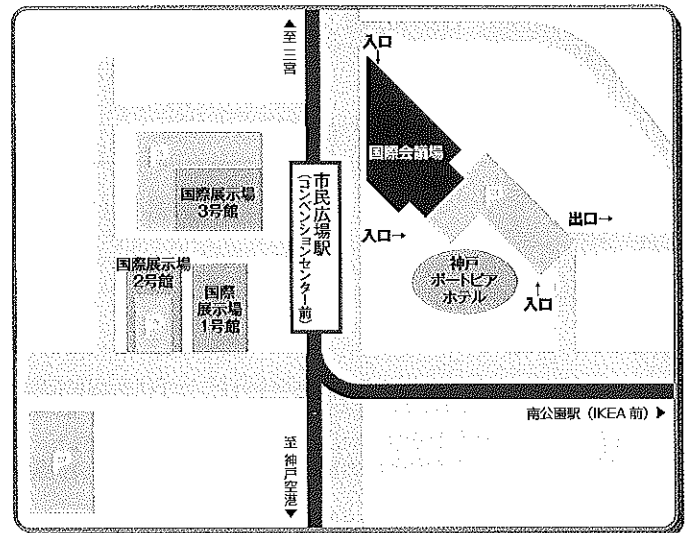 ▲至 三宮
入口
↓
国際会議場
P
国際展示場
3号館
市民広場駅
(コンベンションセンター前)
P
入口→
出口→
国際展示場
2号館
P
国際
展示場
1号館
神戸
ポートピア
ホテル
↑
入口
南公園駅（IKEA 前）▶
P
至 神戸空港▼